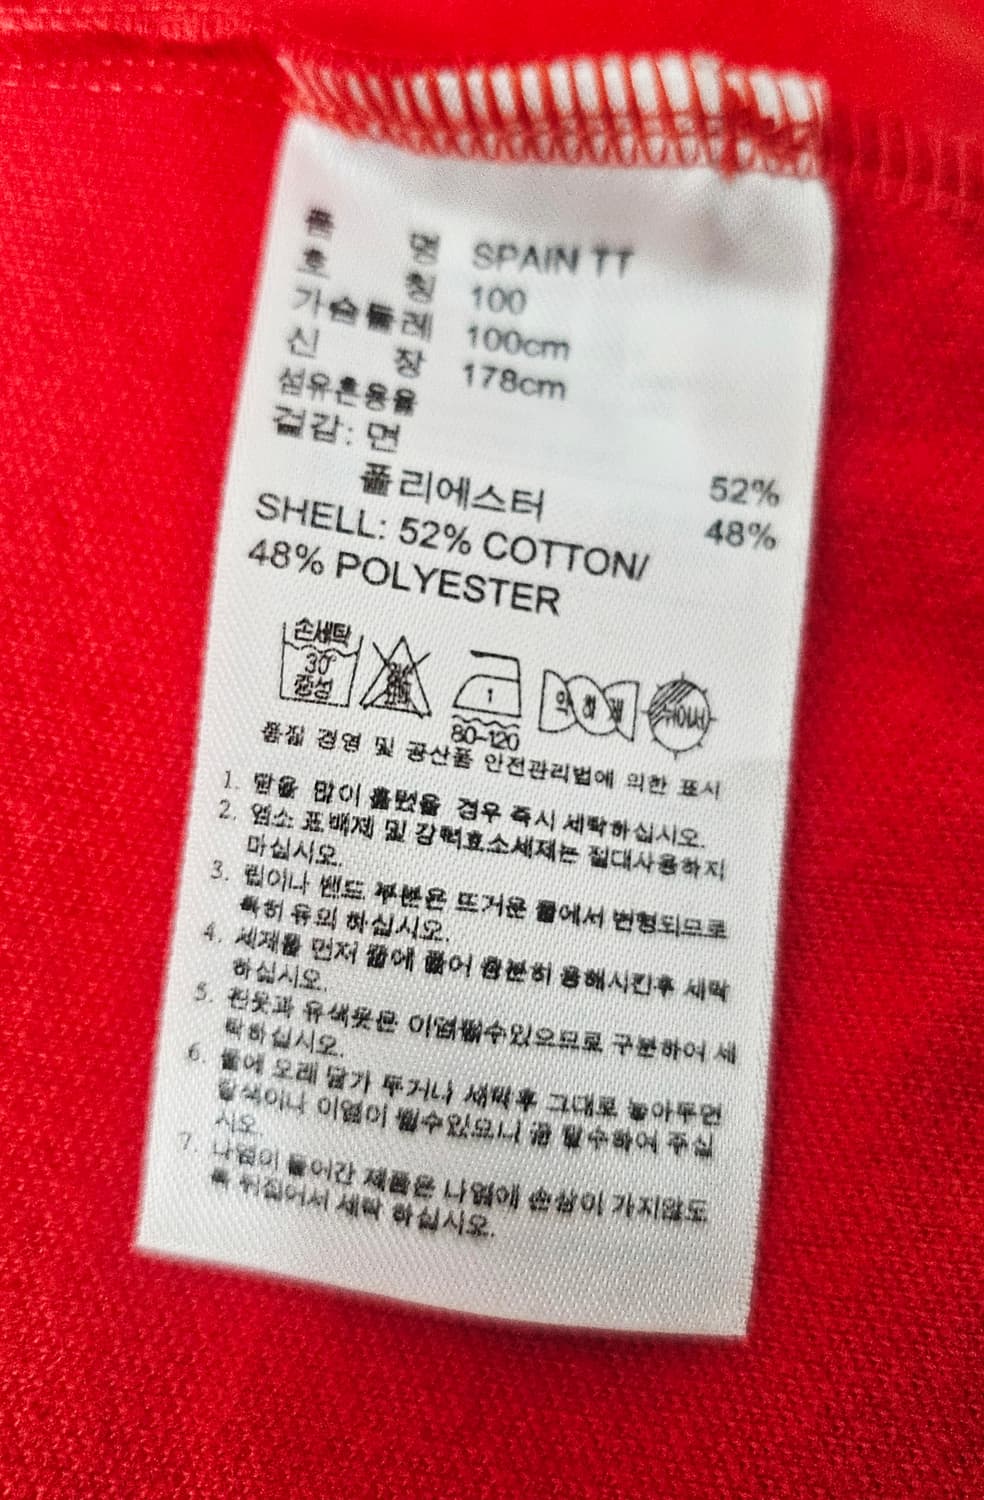 품 명 SPAIN TT
호 칭 100
가슴둘레 100cm
신 장 178cm
섬유혼용율
겉감: 면 52%
폴리에스터 48%
SHELL: 52% COTTON/
48% POLYESTER
손세탁
30°
중성
1
80-120
약하게
뉘어서
품질 경영 및 공산품 안전관리법에 의한 표시
1. 땀을 많이 흘렸을 경우 즉시 세탁하십시오.
2. 염소 표백제 및 강력효소세제는 절대사용하지
마십시오.
3. 립이나 밴드 부분은 뜨거운 물에서 변형되므로
특히 유의 하십시오.
4. 세제를 먼저 물에 풀어 충분히 용해시킨후 세탁
하십시오.
5. 흰옷과 유색옷은 이염될수있으므로 구분하여 세
탁하십시오.
6. 물에 오래 담가 두거나 세탁후 그대로 놓아두면
탈색이나 이염이 될수있으니 곧 탈수하여 주십
시오.
7. 나염이 들어간 제품은 나염에 손상이 가지않도
록 뒤집어서 세탁 하십시오.